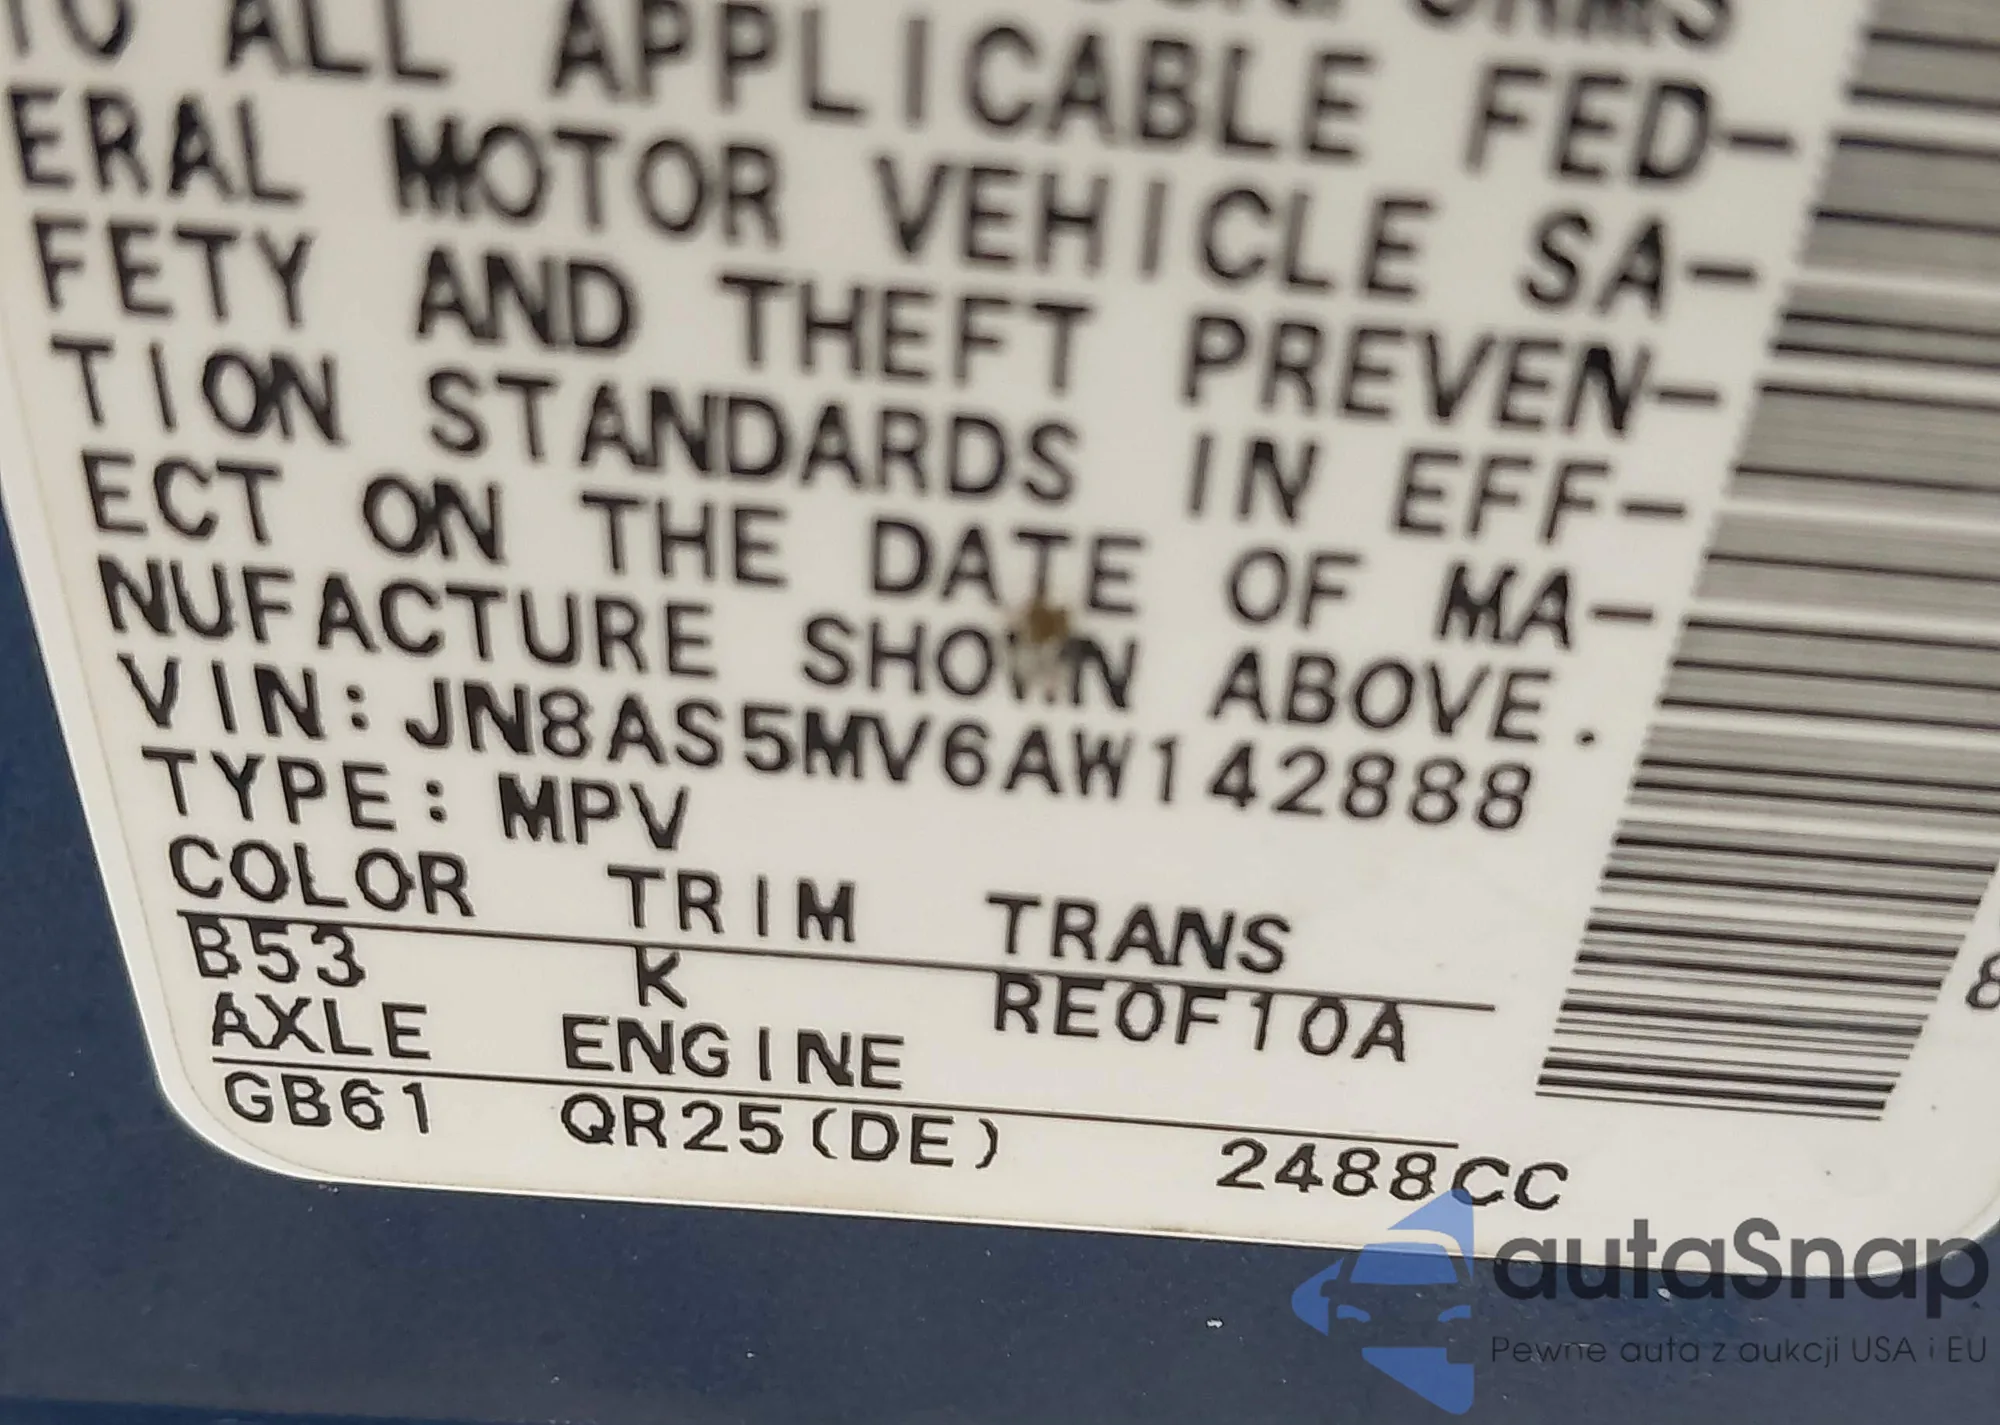 TO ALL APPLICABLE FED-
ERAL MOTOR VEHICLE SA-
FETY AND THEFT PREVEN-
TION STANDARDS IN EFF-
ECT ON THE DATE OF MA-
NUFACTURE SHOWN ABOVE.
VIN: JN8AS5MV6AW142888
TYPE: MPV
COLOR TRIM TRANS
B53 K RE0F10A
AXLE ENGINE
GB61 QR25(DE) 2488CC
autaSnap
Pewne auta z aukcji USA i EU